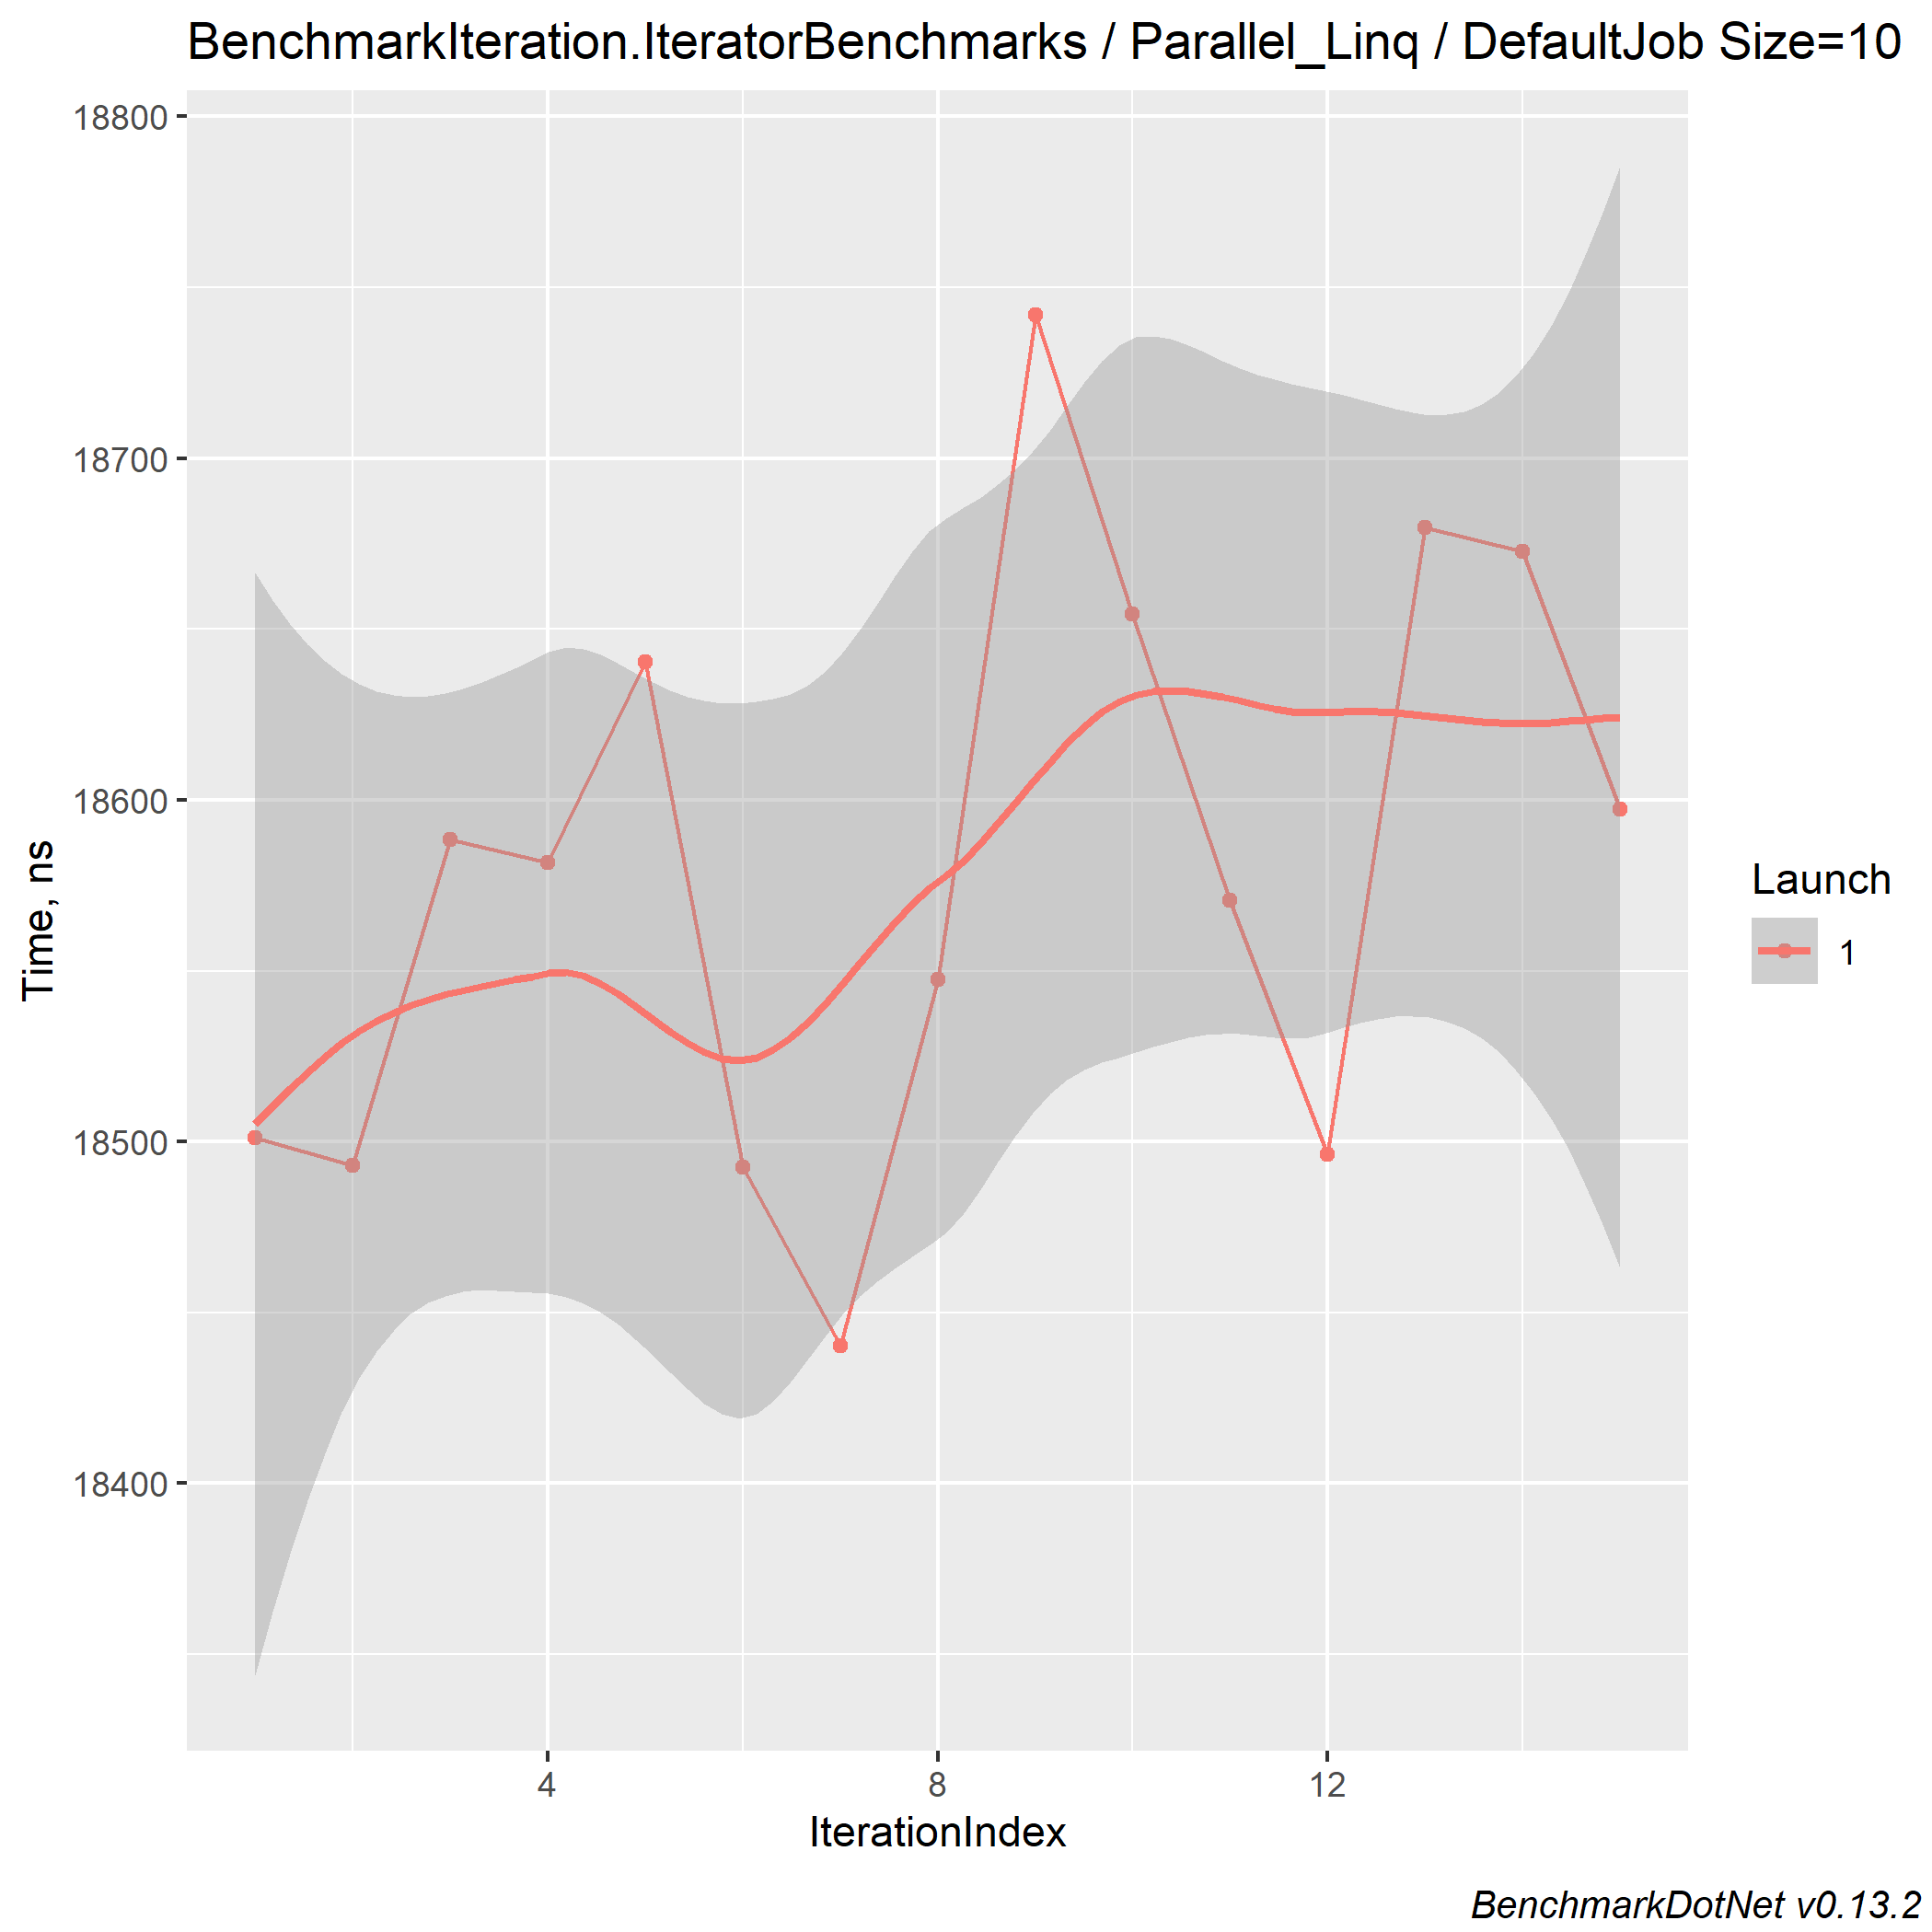 BenchmarkIteration.IteratorBenchmarks / Parallel_Linq / DefaultJob Size=10
18800
18700
18600
18500
18400
Time, ns
4
8
12
IterationIndex
Launch
1
BenchmarkDotNet v0.13.2